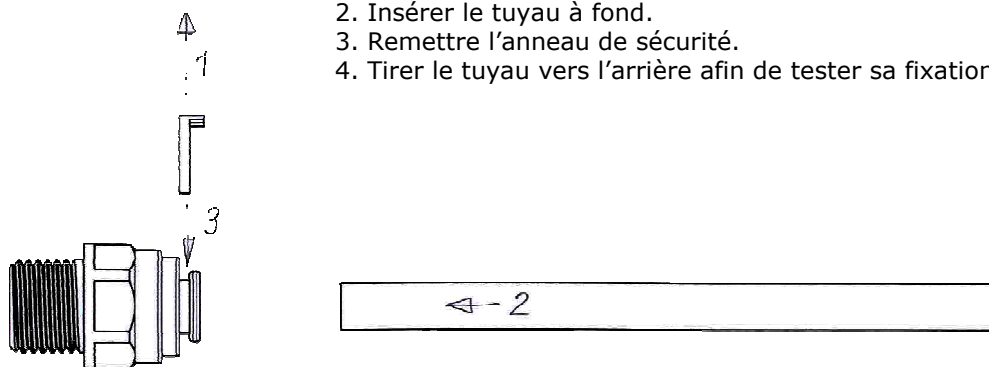 2. Insérer le tuyau à fond.
3. Remettre l’anneau de sécurité.
4. Tirer le tuyau vers l’arrière afin de tester sa fixation
1
3
2